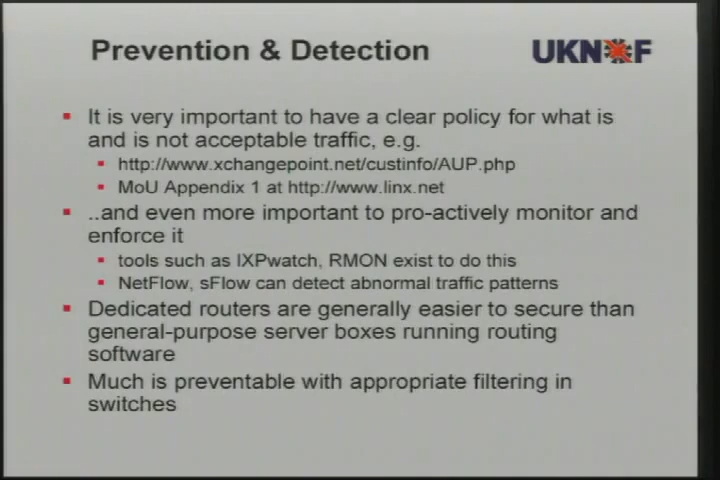 Prevention & Detection
UKNOF
It is very important to have a clear policy for what is
and is not acceptable traffic, e.g.
http://www.xchangepoint.net/custinfo/AUP.php
MoU Appendix 1 at http://www.linx.net
..and even more important to pro-actively monitor and
enforce it
tools such as IXPwatch, RMON exist to do this
NetFlow, sFlow can detect abnormal traffic patterns
Dedicated routers are generally easier to secure than
general-purpose server boxes running routing
software
Much is preventable with appropriate filtering in
switches